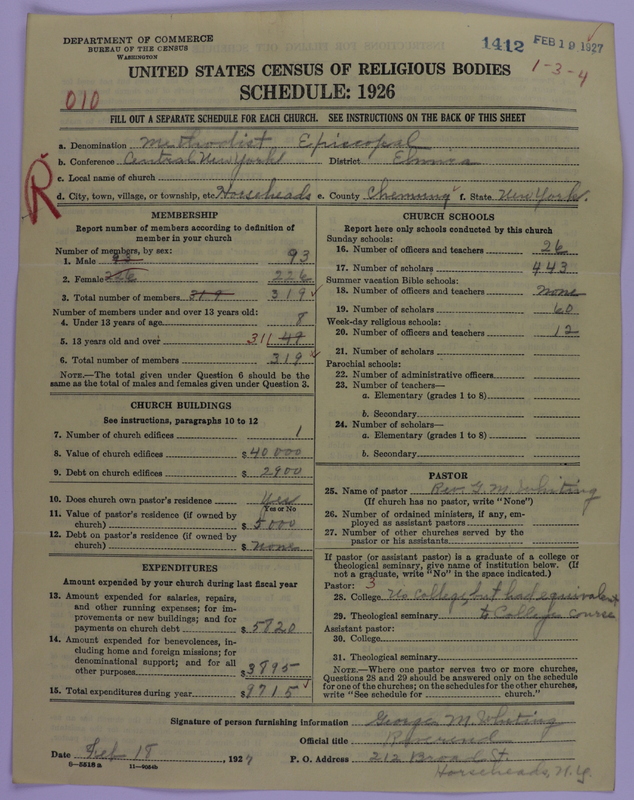 DEPARTMENT OF COMMERCE
BUREAU OF THE CENSUS
WASHINGTON
1412 FEB 19 1927
1-3-4
UNITED STATES CENSUS OF RELIGIOUS BODIES
SCHEDULE: 1926
010
FILL OUT A SEPARATE SCHEDULE FOR EACH CHURCH. SEE INSTRUCTIONS ON THE BACK OF THIS SHEET
a. Denomination Methodist Episcopal
b. Conference Central New York District Elmira
c. Local name of church
R
d. City, town, village, or township, etc. Horseheads e. County Chemung f. State New York.
MEMBERSHIP
Report number of members according to definition of
member in your church
Number of members, by sex:
1. Male 93 93
2. Female 226 226
3. Total number of members 319 319
Number of members under and over 13 years old:
4. Under 13 years of age 8
5. 13 years old and over 311 47
6. Total number of members 319
NOTE.—The total given under Question 6 should be the
same as the total of males and females given under Question 3.
CHURCH BUILDINGS
See instructions, paragraphs 10 to 12
7. Number of church edifices 1
8. Value of church edifices $ 40000
9. Debt on church edifices $ 2900
10. Does church own pastor's residence Yes
Yes or No
11. Value of pastor's residence (if owned by
church) $ 5000
12. Debt on pastor's residence (if owned by
church) $ None
EXPENDITURES
Amount expended by your church during last fiscal year
13. Amount expended for salaries, repairs,
and other running expenses; for im-
provements or new buildings; and for
payments on church debt $ 5820
14. Amount expended for benevolences, in-
cluding home and foreign missions; for
denominational support; and for all
other purposes $ 3895
15. Total expenditures during year $ 9715
CHURCH SCHOOLS
Report here only schools conducted by this church
Sunday schools:
16. Number of officers and teachers 26
17. Number of scholars 443
Summer vacation Bible schools:
18. Number of officers and teachers None
19. Number of scholars 60
Week-day religious schools:
20. Number of officers and teachers 12
21. Number of scholars
Parochial schools:
22. Number of administrative officers
23. Number of teachers—
a. Elementary (grades 1 to 8)
b. Secondary
24. Number of scholars—
a. Elementary (grades 1 to 8)
b. Secondary
PASTOR
25. Name of pastor Rev. G. M. Whiting
(If church has no pastor, write "None")
26. Number of ordained ministers, if any, em-
ployed as assistant pastors
27. Number of other churches served by the
pastor or his assistants
If pastor (or assistant pastor) is a graduate of a college or
theological seminary, give name of institution below. (If
not a graduate, write "No" in the space indicated.)
Pastor: 3
28. College No college, but had equivalent
29. Theological seminary to College course
Assistant pastor:
30. College
31. Theological seminary
NOTE.—Where one pastor serves two or more churches,
Questions 28 and 29 should be answered only on the schedule
for one of the churches; on the schedules for the other churches,
write "See schedule for church."
Signature of person furnishing information George M. Whiting
Official title Reverend
Date Feb 18, 1927 P. O. Address 212 Broad St.
8-5518a 11-9054b
Horseheads, N.Y.